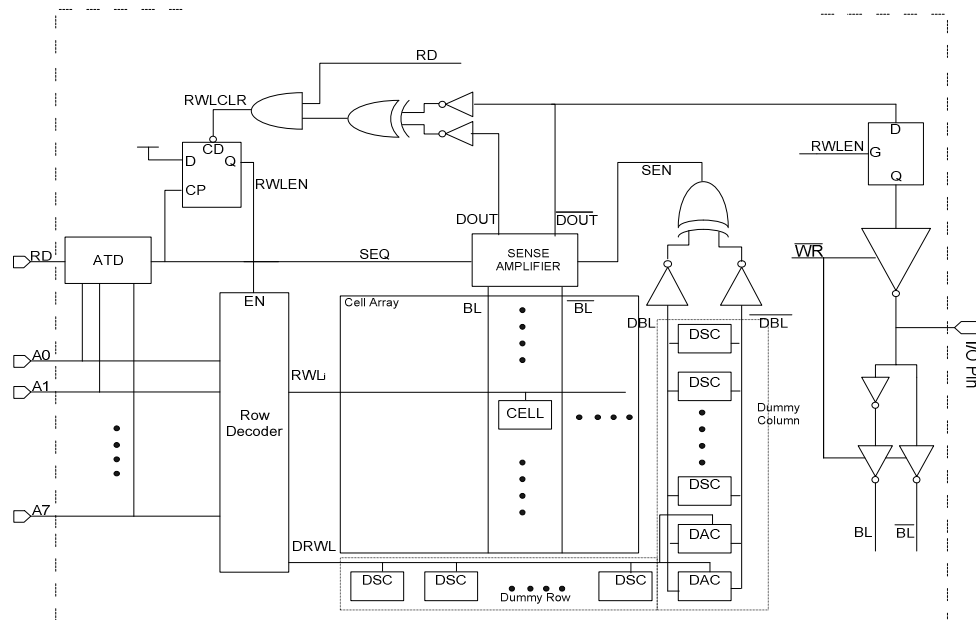 RD
RWLCLR
CD
D
Q
CP
RWLEN
D
G
Q
RWLEN
SEN
DOUT
DOUT
RD
ATD
SEQ
SENSE
AMPLIFIER
WR
EN
Cell Array
BL
BL
DBL
DBL
I/O Pin
DSC
A0
RWLi
A1
DSC
CELL
Dummy
Column
Row
Decoder
DSC
A7
DAC
BL
BL
DRWL
DSC
DSC
DSC
DAC
Dummy Row